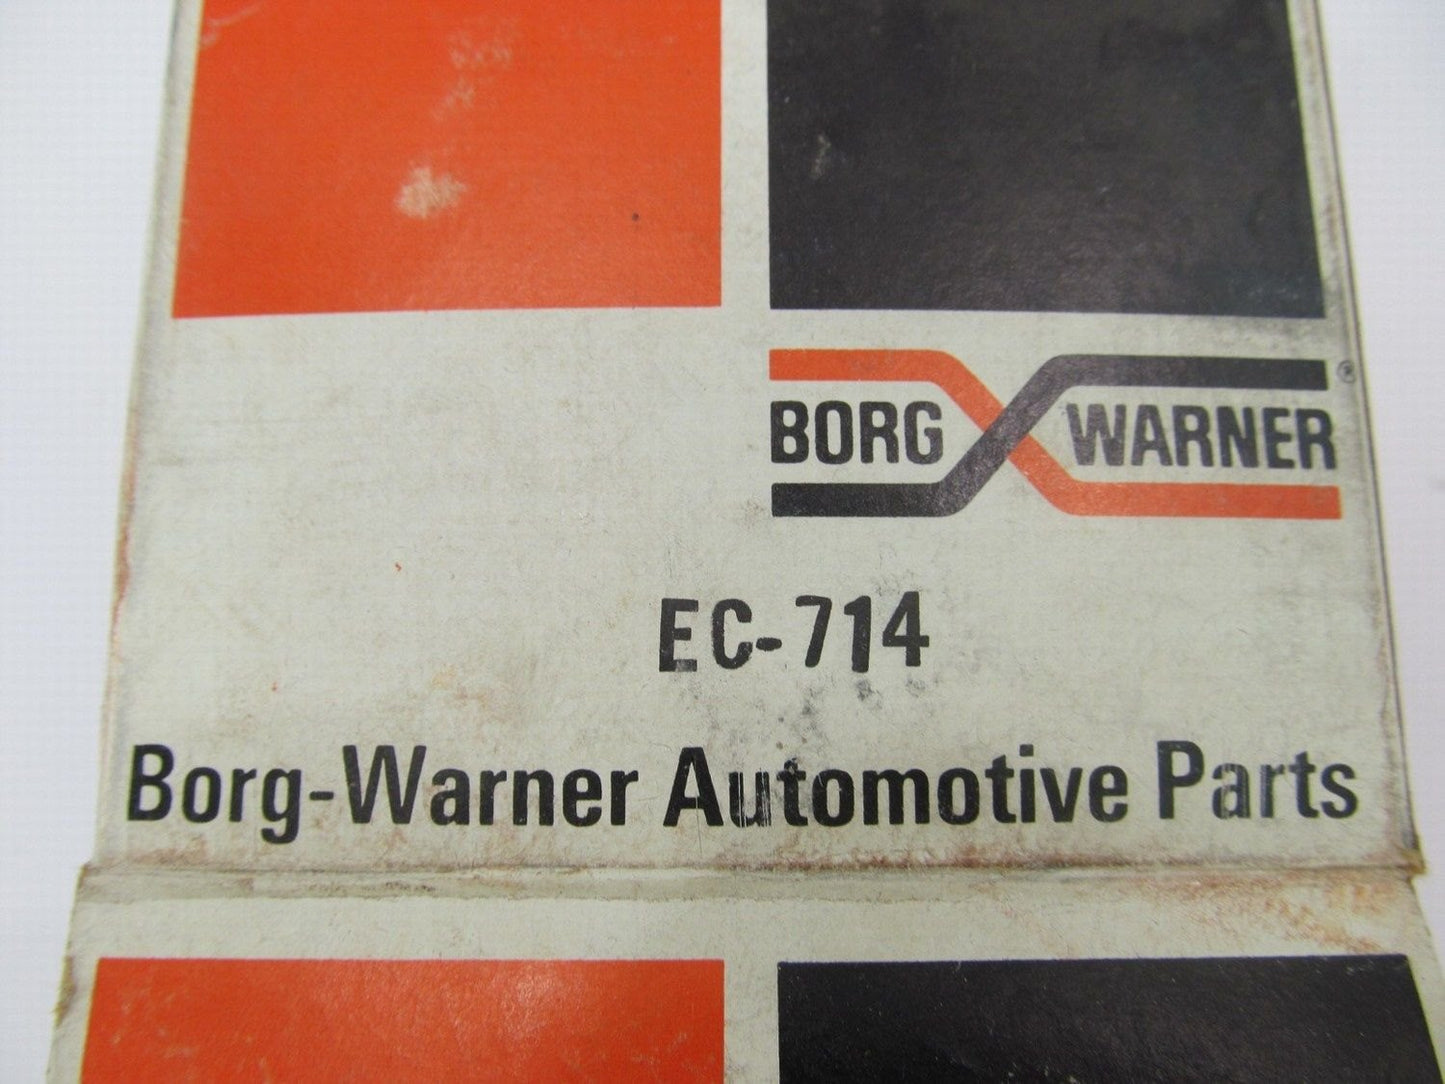 BORG WARNER ®
EC-714
Borg-Warner Automotive Parts